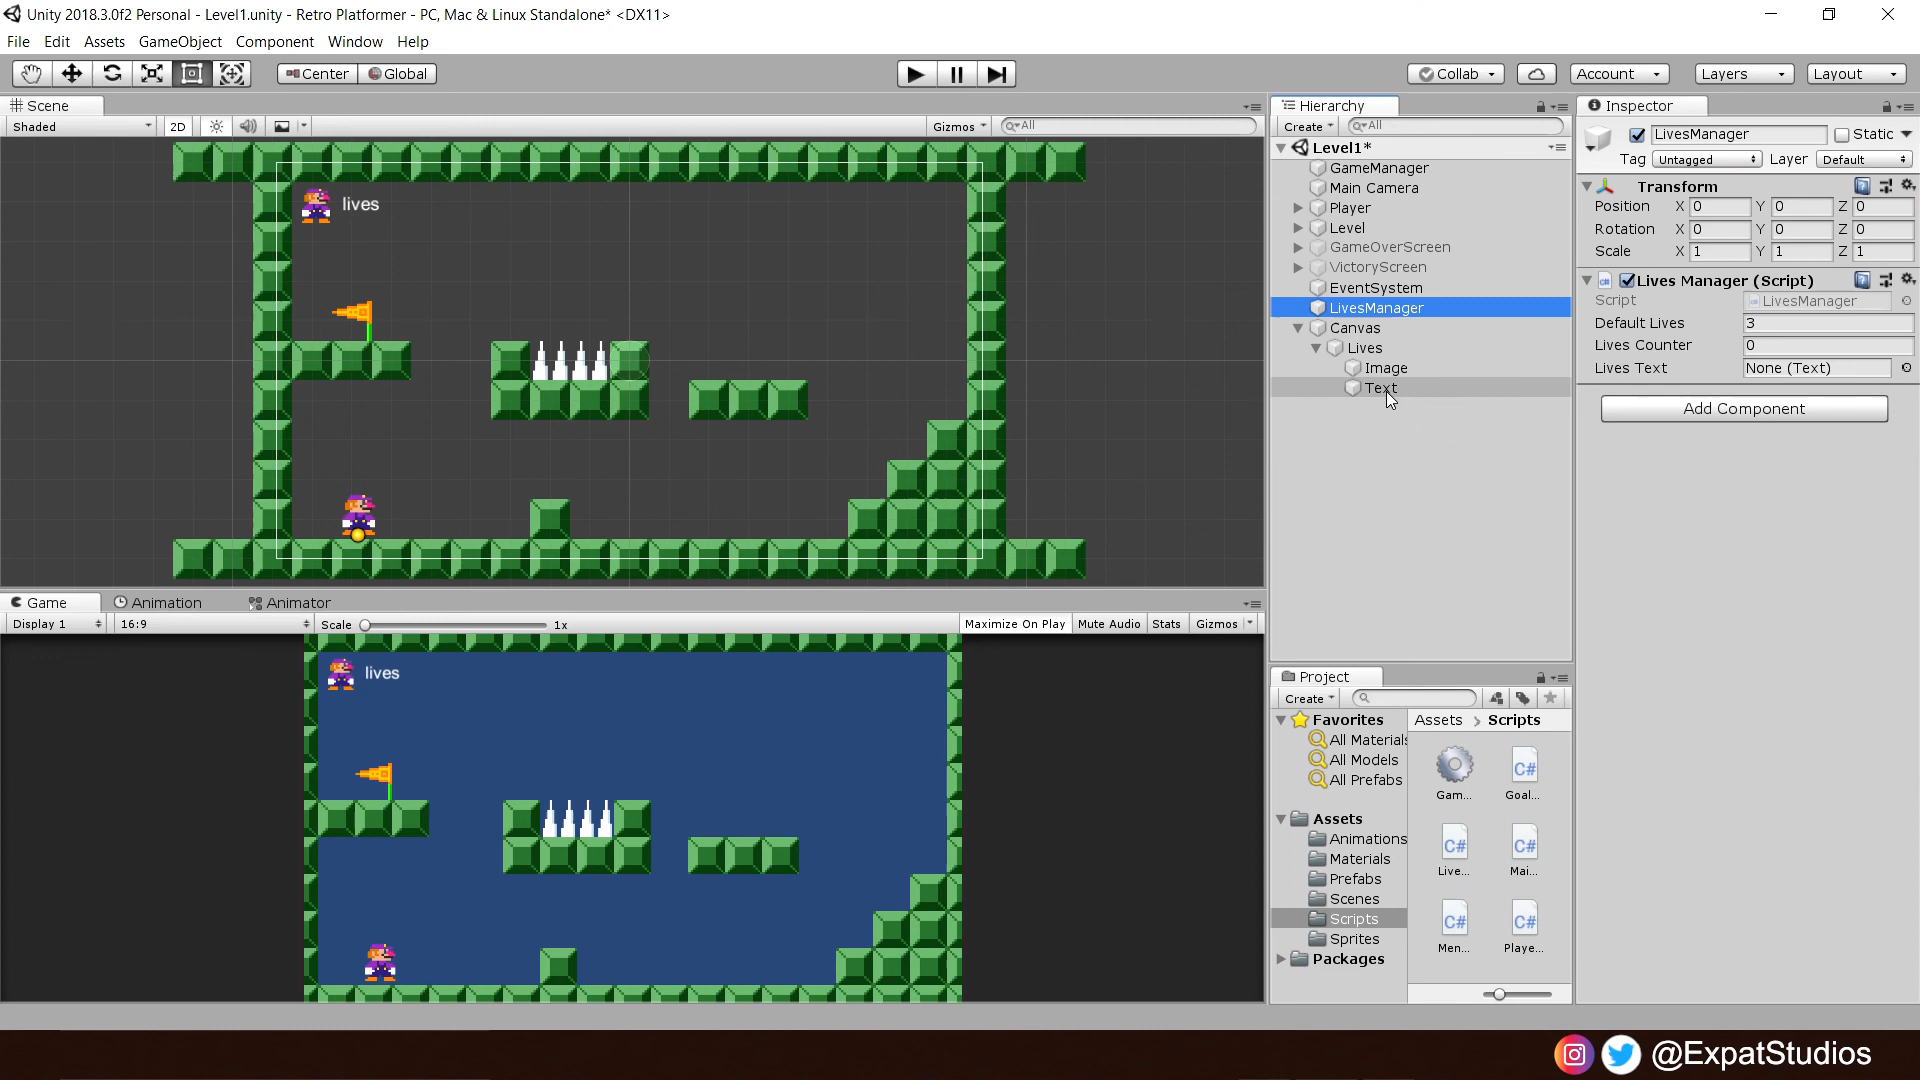 Unity 2018.3.0f2 Personal - Level1.unity - Retro Platformer - PC, Mac & Linux Standalone* <DX11>
File Edit Assets GameObject Component Window Help
Center Global Collab Account Layers Layout
Scene
Shaded 2D Gizmos All
lives
Game Animation Animator
Display 1 16:9 Scale 1x Maximize On Play Mute Audio Stats Gizmos
lives
Hierarchy
Create All
Level1*
GameManager
Main Camera
Player
Level
GameOverScreen
VictoryScreen
EventSystem
LivesManager
Canvas
Lives
Image
Text
Project
Create
Favorites
All Materials
All Models
All Prefabs
Assets
Animations
Materials
Prefabs
Scenes
Scripts
Sprites
Packages
Assets > Scripts
Gam... Goal...
C#
C# C#
Live... Mai...
C# C#
Men... Playe...
Inspector
LivesManager Static
Tag Untagged Layer Default
Transform
Position X 0 Y 0 Z 0
Rotation X 0 Y 0 Z 0
Scale X 1 Y 1 Z 1
Lives Manager (Script)
Script LivesManager
Default Lives 3
Lives Counter 0
Lives Text None (Text)
Add Component
@ExpatStudios